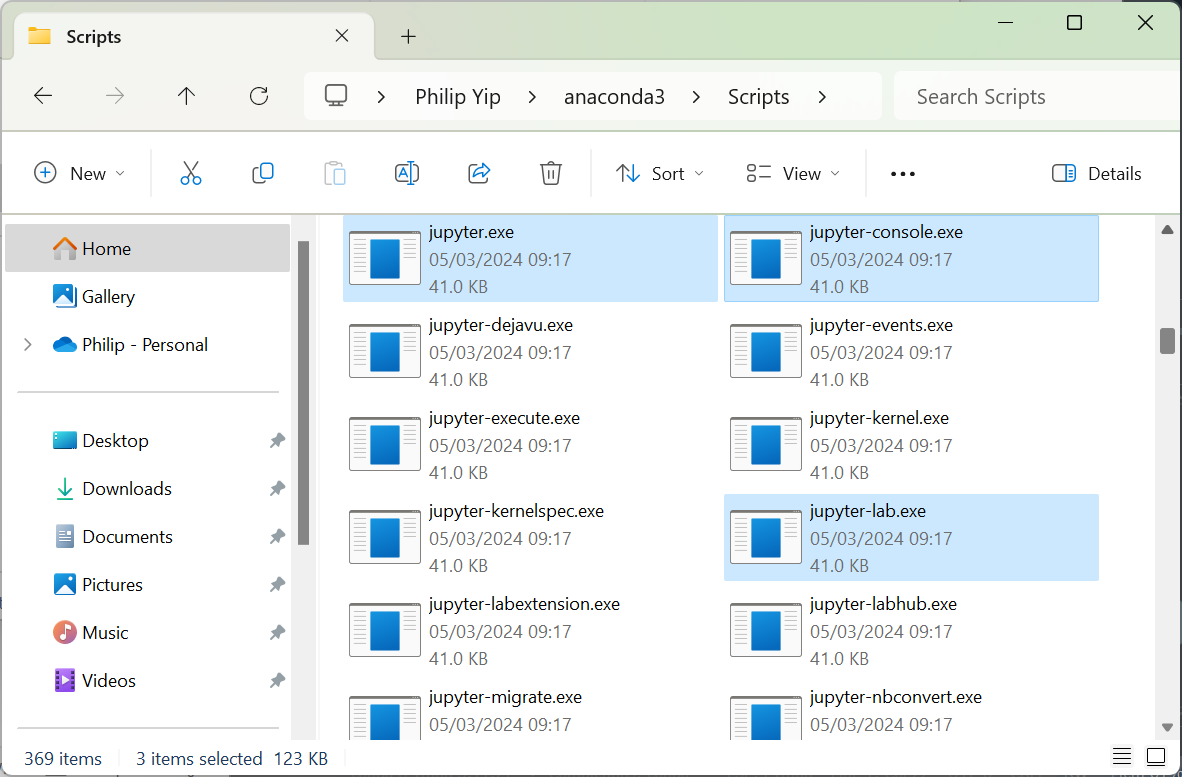 Scripts
Philip Yip
anaconda3
Scripts
Search Scripts
New
Sort
View
Details
Home
Gallery
Philip - Personal
Desktop
Downloads
Documents
Pictures
Music
Videos
jupyter.exe
05/03/2024 09:17
41.0 KB
jupyter-console.exe
05/03/2024 09:17
41.0 KB
jupyter-dejavu.exe
05/03/2024 09:17
41.0 KB
jupyter-events.exe
05/03/2024 09:17
41.0 KB
jupyter-execute.exe
05/03/2024 09:17
41.0 KB
jupyter-kernel.exe
05/03/2024 09:17
41.0 KB
jupyter-kernelspec.exe
05/03/2024 09:17
41.0 KB
jupyter-lab.exe
05/03/2024 09:17
41.0 KB
jupyter-labextension.exe
05/03/2024 09:17
41.0 KB
jupyter-labhub.exe
05/03/2024 09:17
41.0 KB
jupyter-migrate.exe
05/03/2024 09:17
jupyter-nbconvert.exe
05/03/2024 09:17
369 items
3 items selected 123 KB